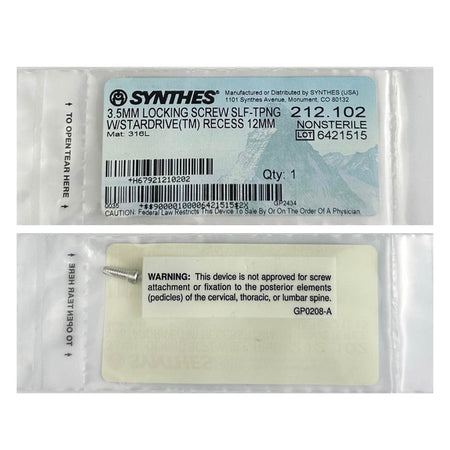 SYNTHES®
Manufactured or Distributed by SYNTHES (USA)
1101 Synthes Avenue, Monument, CO 80132
3.5MM LOCKING SCREW SLF-TPNG
W/STARDRIVE(TM) RECESS 12MM
Mat: 316L
212.102
NONSTERILE
LOT 6421515
*H67921210202
Qty: 1
0035
*$$90000100006421515$2X
GP2434
CAUTION: Federal Law Restricts This Device To Sale By Or On The Order Of A Physician.
TO OPEN TEAR HERE
WARNING: This device is not approved for screw
attachment or fixation to the posterior elements
(pedicles) of the cervical, thoracic, or lumbar spine.
GP0208-A
TO OPEN TEAR HERE
SYNTHES